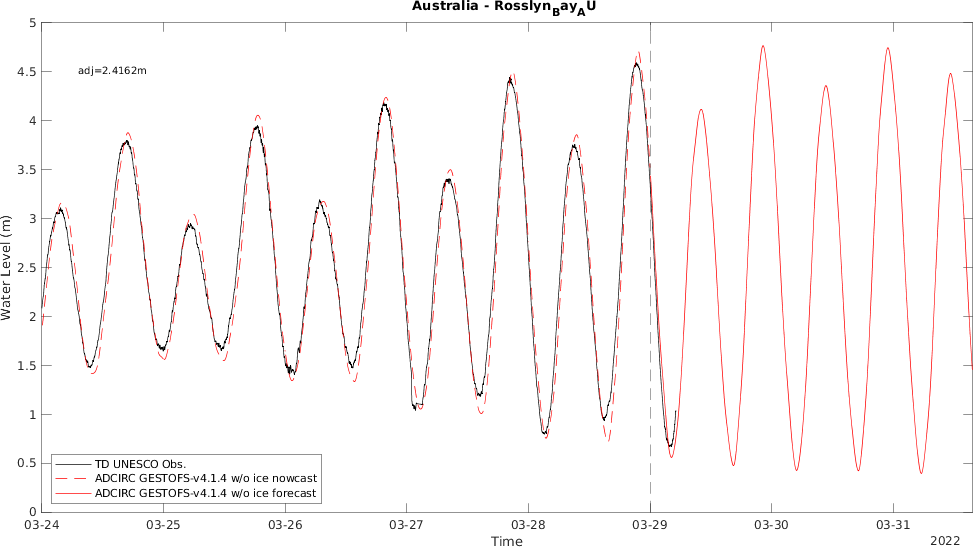 Australia - Rosslyn_Bay_AU
5
4.5
adj=2.4162m
4
3.5
3
2.5
2
1.5
1
0.5
0
Water Level (m)
TD UNESCO Obs.
ADCIRC GESTOFS-v4.1.4 w/o ice nowcast
ADCIRC GESTOFS-v4.1.4 w/o ice forecast
03-24 03-25 03-26 03-27 03-28 03-29 03-30 03-31
Time
2022